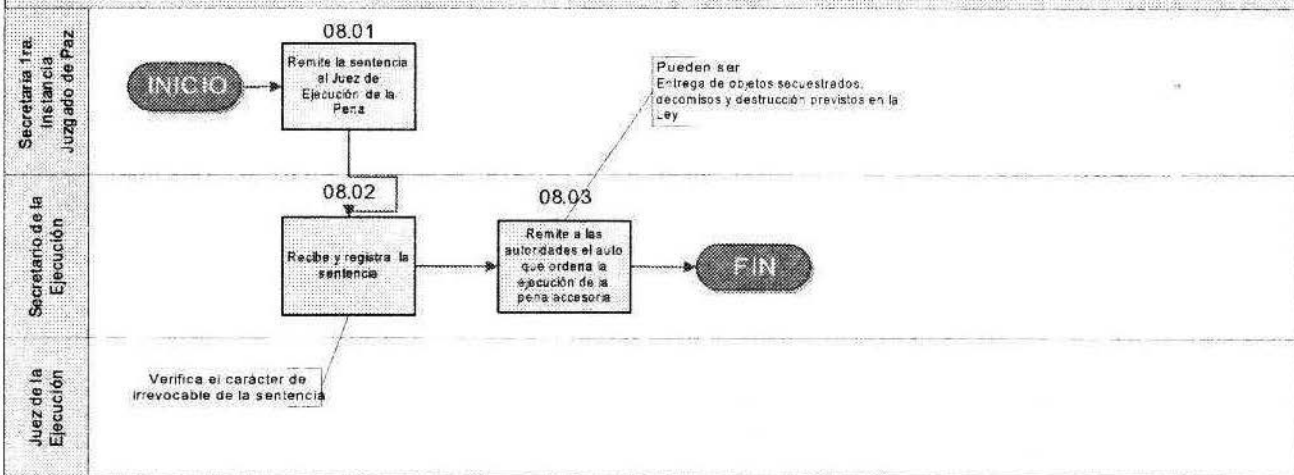 Secretaría 1ra.
Instancia
Juzgado de Paz
INICIO
08.01
Remite la sentencia
al Juez de
Ejecución de la
Pena
Pueden ser
Entrega de objetos secuestrados,
decomisos y destrucción previstos en la
Ley
Secretario de la
Ejecución
08.02
Recibe y registra la
sentencia
08.03
Remite a las
autoridades el auto
que ordena la
ejecución de la
pena accesoria
FIN
Juez de la
Ejecución
Verifica el carácter de
irrevocable de la sentencia